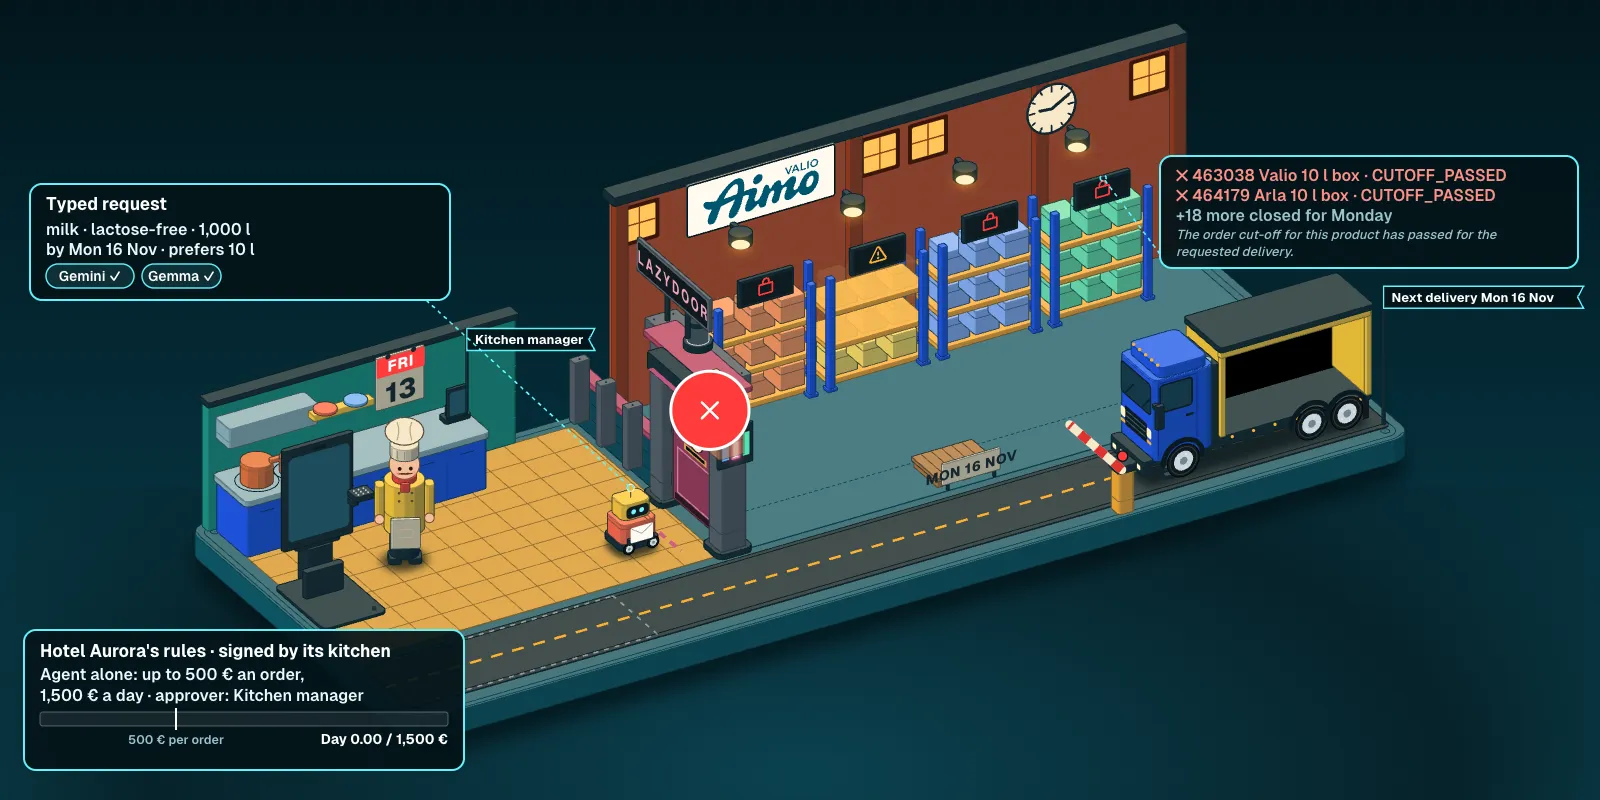 VALIO
Aimo
LAZYDOOR
Typed request
milk · lactose-free · 1,000 l
by Mon 16 Nov · prefers 10 l
Gemini ✓ Gemma ✓
✕ 463038 Valio 10 l box · CUTOFF_PASSED
✕ 464179 Arla 10 l box · CUTOFF_PASSED
+18 more closed for Monday
The order cut-off for this product has passed for the
requested delivery.
Next delivery Mon 16 Nov
Kitchen manager
FRI
13
MON 16 NOV
Hotel Aurora's rules · signed by its kitchen
Agent alone: up to 500 € an order,
1,500 € a day · approver: Kitchen manager
500 € per order
Day 0.00 / 1,500 €